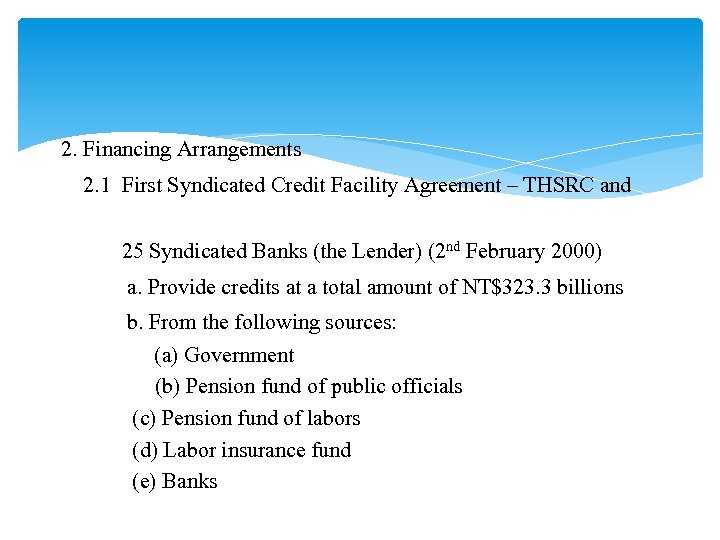 2. Financing Arrangements
2.1 First Syndicated Credit Facility Agreement – THSRC and
25 Syndicated Banks (the Lender) (2nd February 2000)
a. Provide credits at a total amount of NT$323.3 billions
b. From the following sources:
(a) Government
(b) Pension fund of public officials
(c) Pension fund of labors
(d) Labor insurance fund
(e) Banks